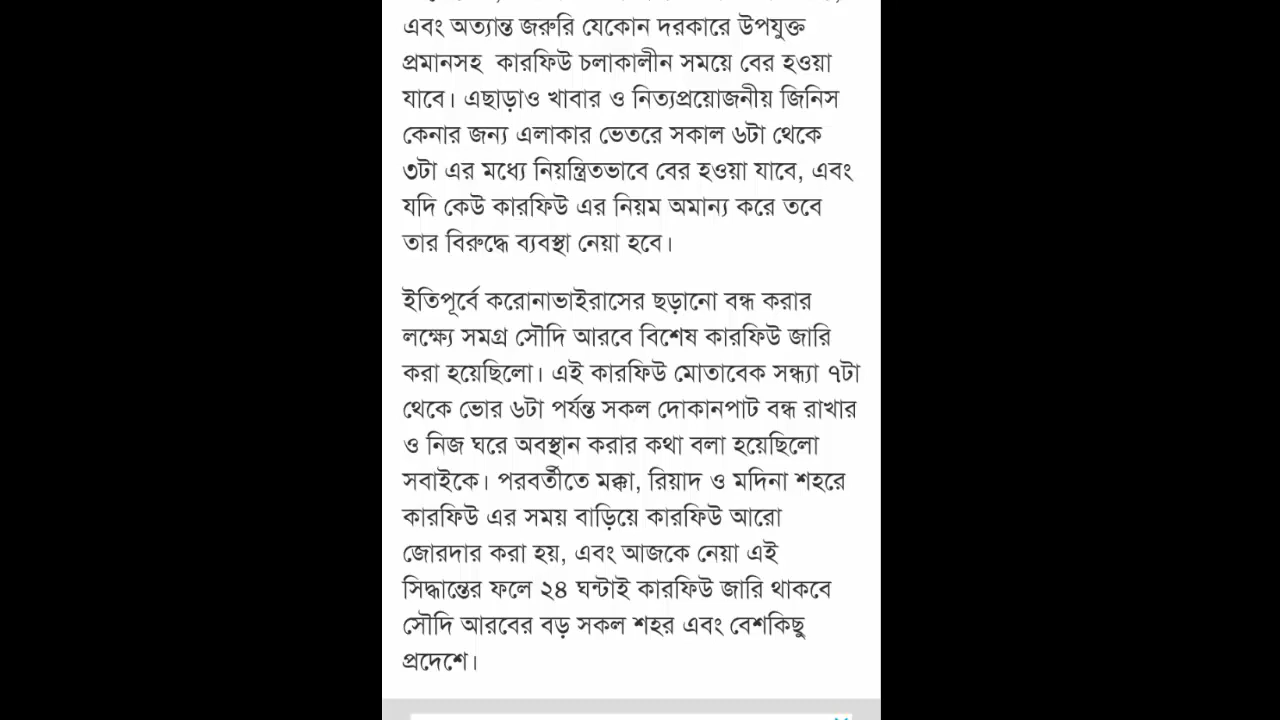 এবং অত্যান্ত জরুরি যেকোন দরকারে উপযুক্ত
প্রমানসহ কারফিউ চলাকালীন সময়ে বের হওয়া
যাবে। এছাড়াও খাবার ও নিত্যপ্রয়োজনীয় জিনিস
কেনার জন্য এলাকার ভেতরে সকাল ৬টা থেকে
৩টা এর মধ্যে নিয়ন্ত্রিতভাবে বের হওয়া যাবে, এবং
যদি কেউ কারফিউ এর নিয়ম অমান্য করে তবে
তার বিরুদ্ধে ব্যবস্থা নেয়া হবে।
ইতিপূর্বে করোনাভাইরাসের ছড়ানো বন্ধ করার
লক্ষ্যে সমগ্র সৌদি আরবে বিশেষ কারফিউ জারি
করা হয়েছিলো। এই কারফিউ মোতাবেক সন্ধ্যা ৭টা
থেকে ভোর ৬টা পর্যন্ত সকল দোকানপাট বন্ধ রাখার
ও নিজ ঘরে অবস্থান করার কথা বলা হয়েছিলো
সবাইকে। পরবর্তীতে মক্কা, রিয়াদ ও মদিনা শহরে
কারফিউ এর সময় বাড়িয়ে কারফিউ আরো
জোরদার করা হয়, এবং আজকে নেয়া এই
সিদ্ধান্তের ফলে ২৪ ঘন্টাই কারফিউ জারি থাকবে
সৌদি আরবের বড় সকল শহর এবং বেশকিছু
প্রদেশে।